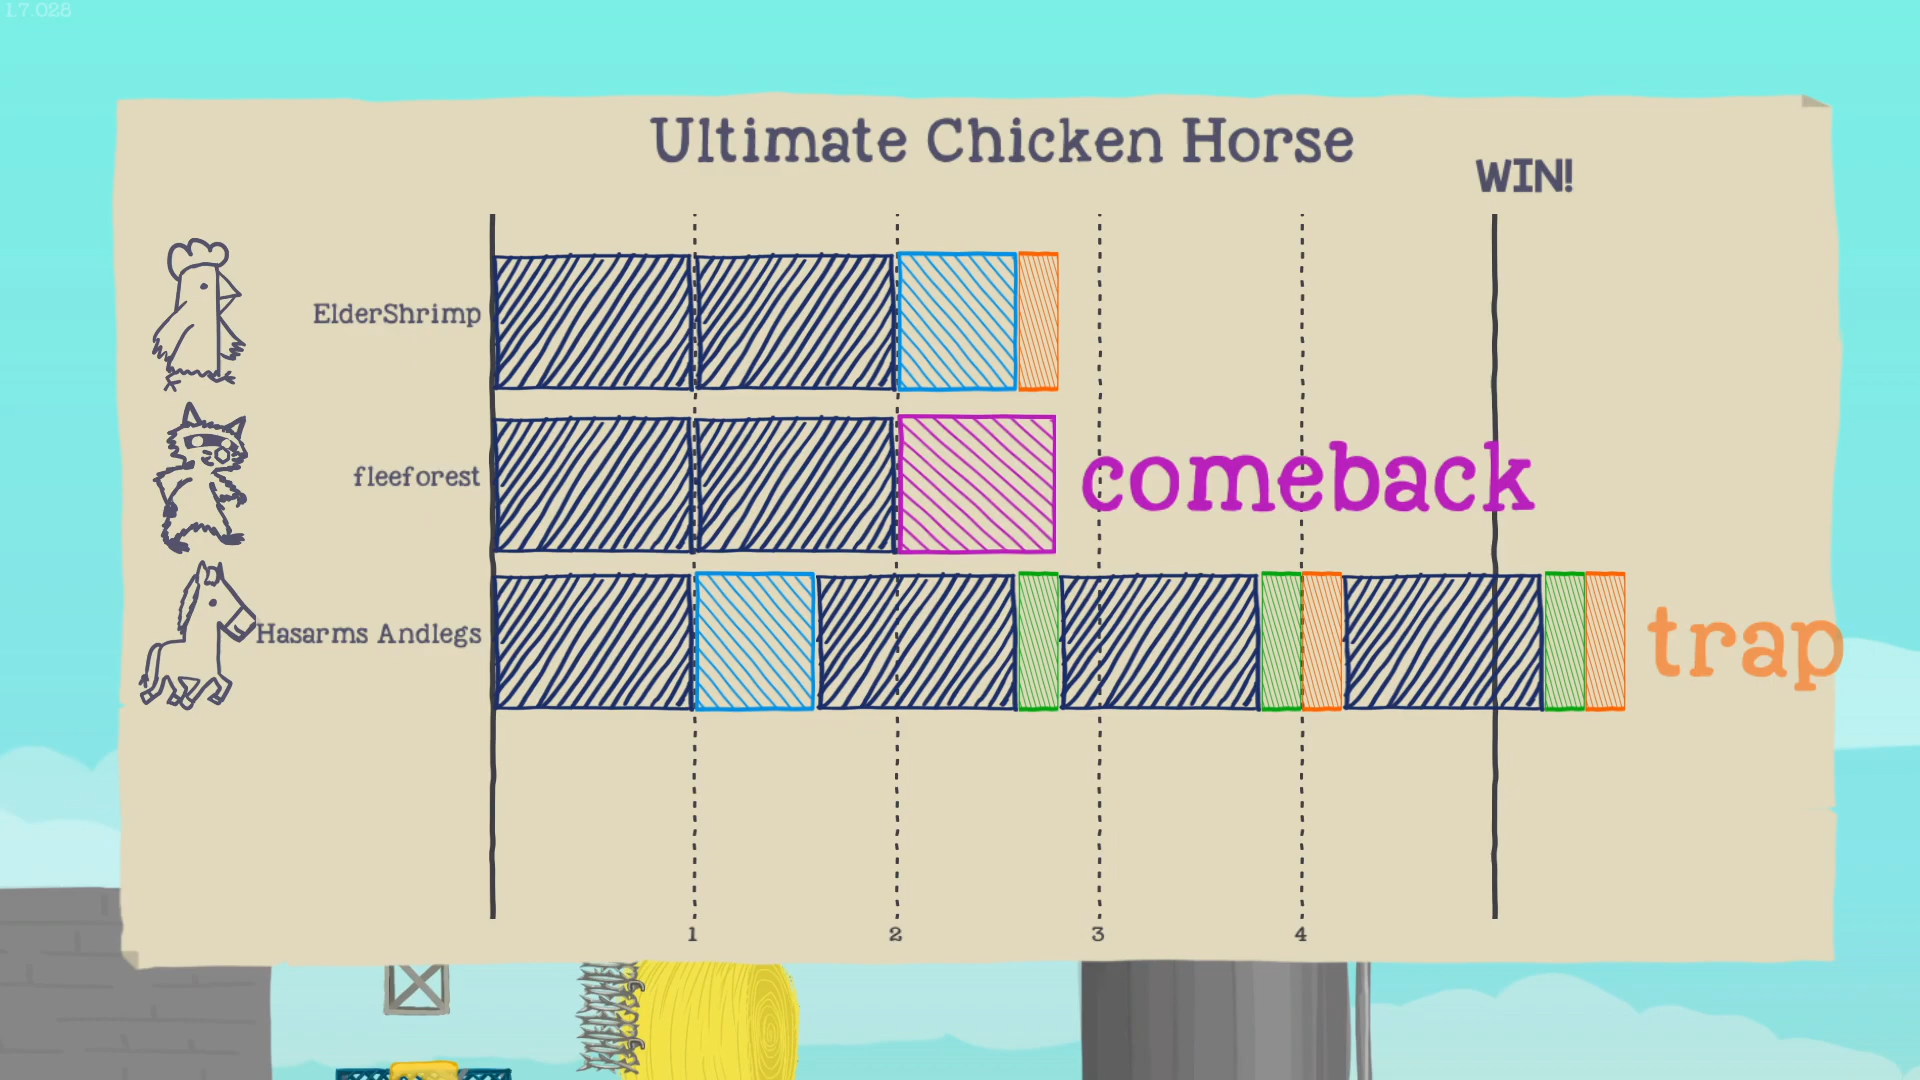 1.7.028
Ultimate Chicken Horse
WIN!
ElderShrimp
fleeforest
comeback
Hasarms Andlegs
trap
1 2 3 4